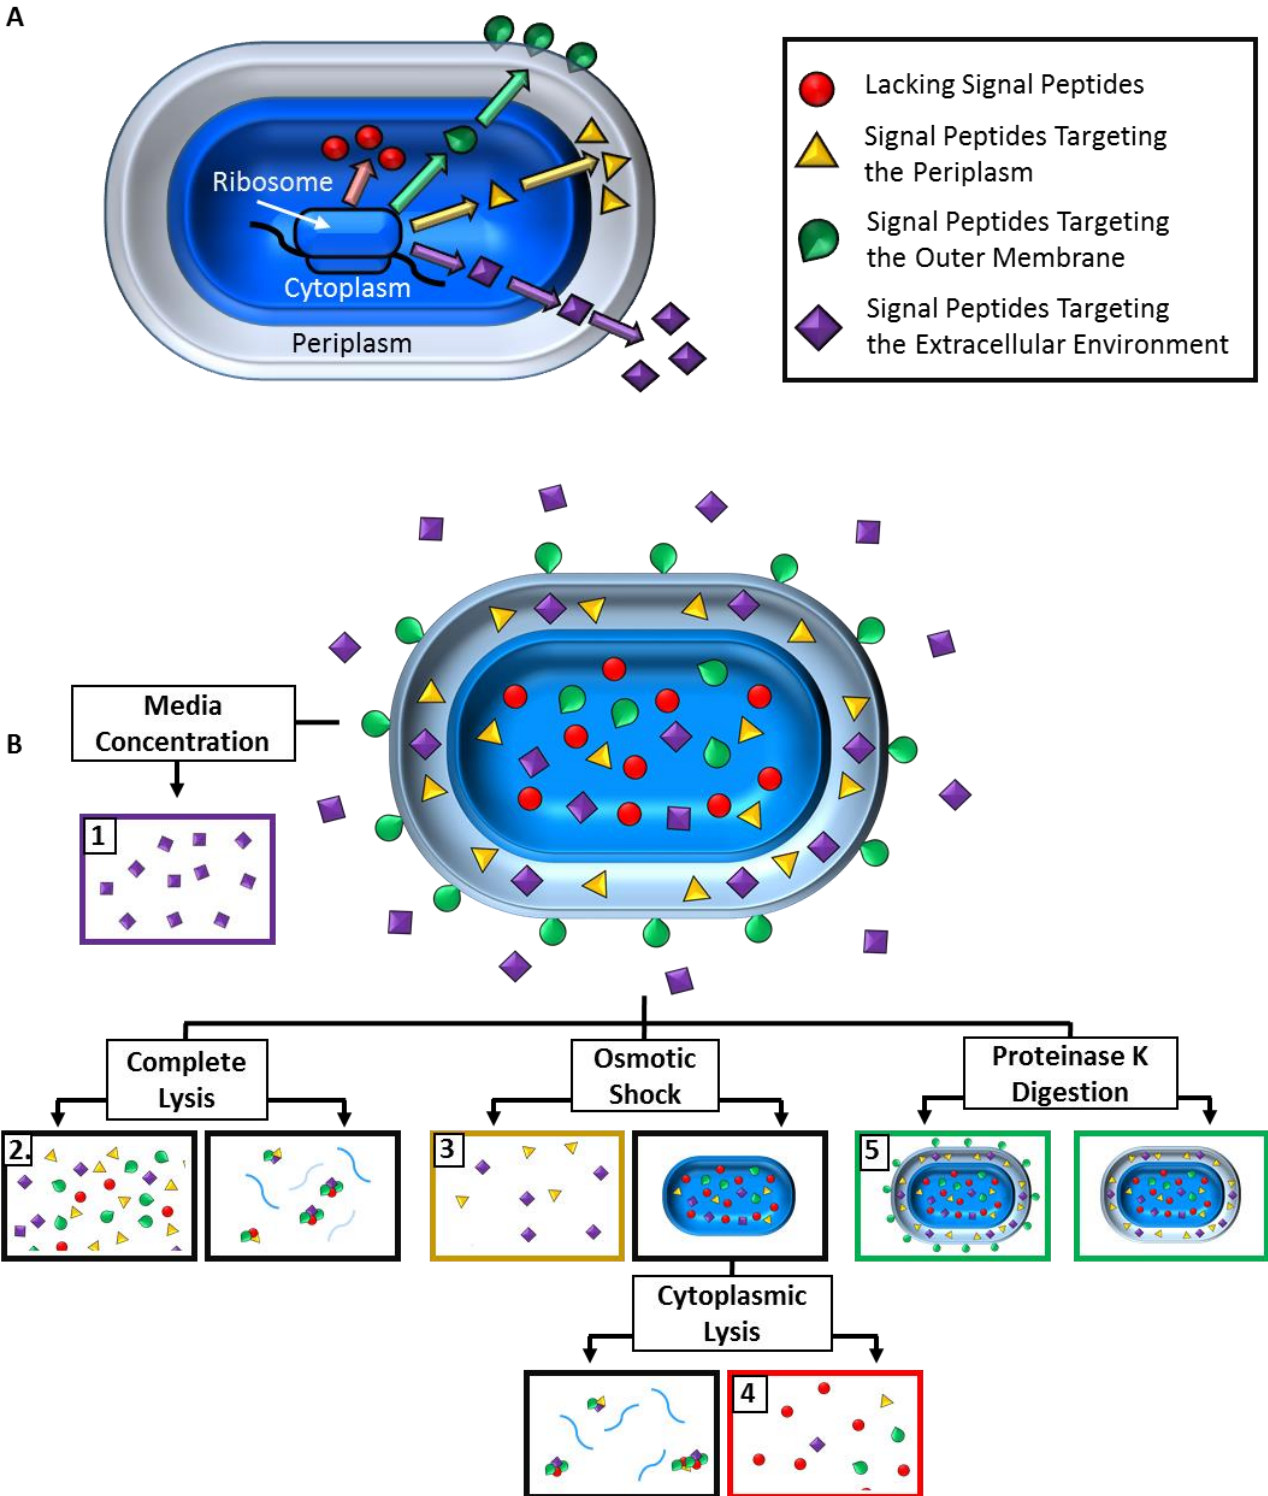 A
Ribosome
Cytoplasm
Periplasm
Lacking Signal Peptides
Signal Peptides Targeting
the Periplasm
Signal Peptides Targeting
the Outer Membrane
Signal Peptides Targeting
the Extracellular Environment
B
Media
Concentration
1
Complete
Lysis
Osmotic
Shock
Proteinase K
Digestion
2.
3
5
Cytoplasmic
Lysis
4